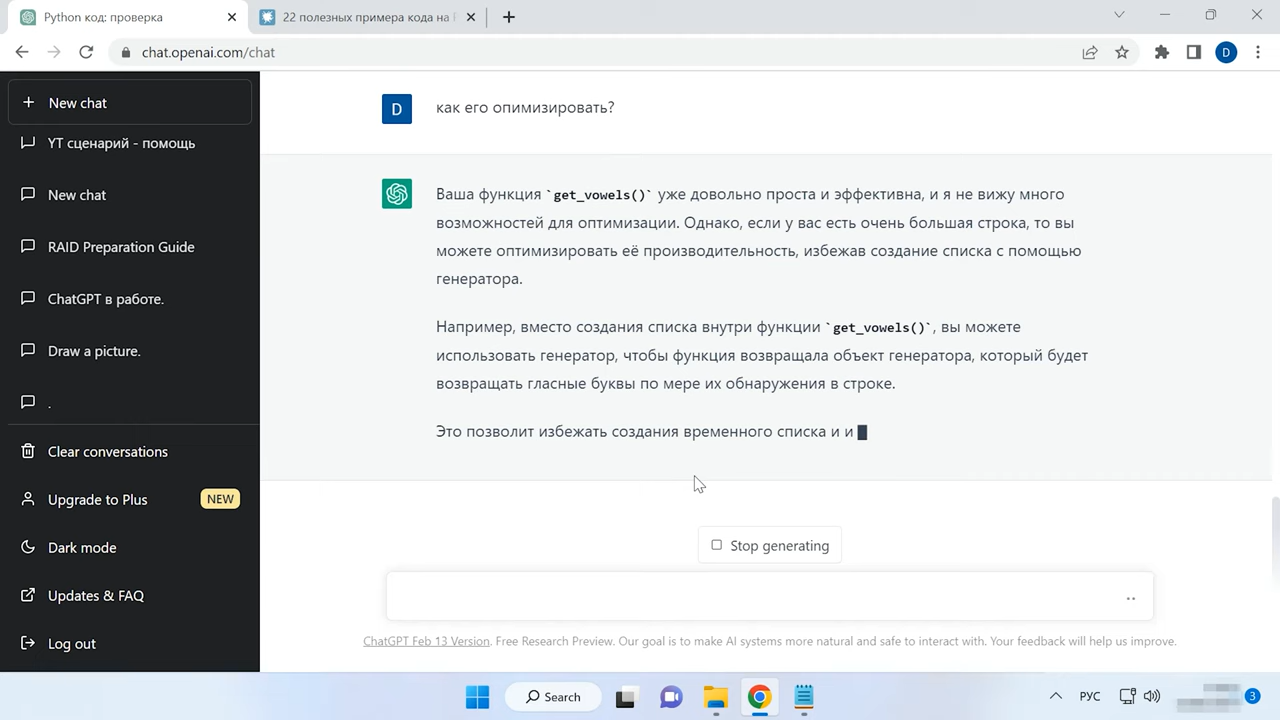 Python код: проверка
22 полезных примера кода на
chat.openai.com/chat
D
New chat
YT сценарий - помощь
New chat
RAID Preparation Guide
ChatGPT в работе.
Draw a picture.
.
Clear conversations
Upgrade to Plus NEW
Dark mode
Updates & FAQ
Log out
D
как его опимизировать?
Ваша функция `get_vowels()` уже довольно проста и эффективна, и я не вижу много
возможностей для оптимизации. Однако, если у вас есть очень большая строка, то вы
можете оптимизировать её производительность, избежав создание списка с помощью
генератора.
Например, вместо создания списка внутри функции `get_vowels()`, вы можете
использовать генератор, чтобы функция возвращала объект генератора, который будет
возвращать гласные буквы по мере их обнаружения в строке.
Это позволит избежать создания временного списка и и
Stop generating
..
ChatGPT Feb 13 Version. Free Research Preview. Our goal is to make AI systems more natural and safe to interact with. Your feedback will help us improve.
Search
РУС
3